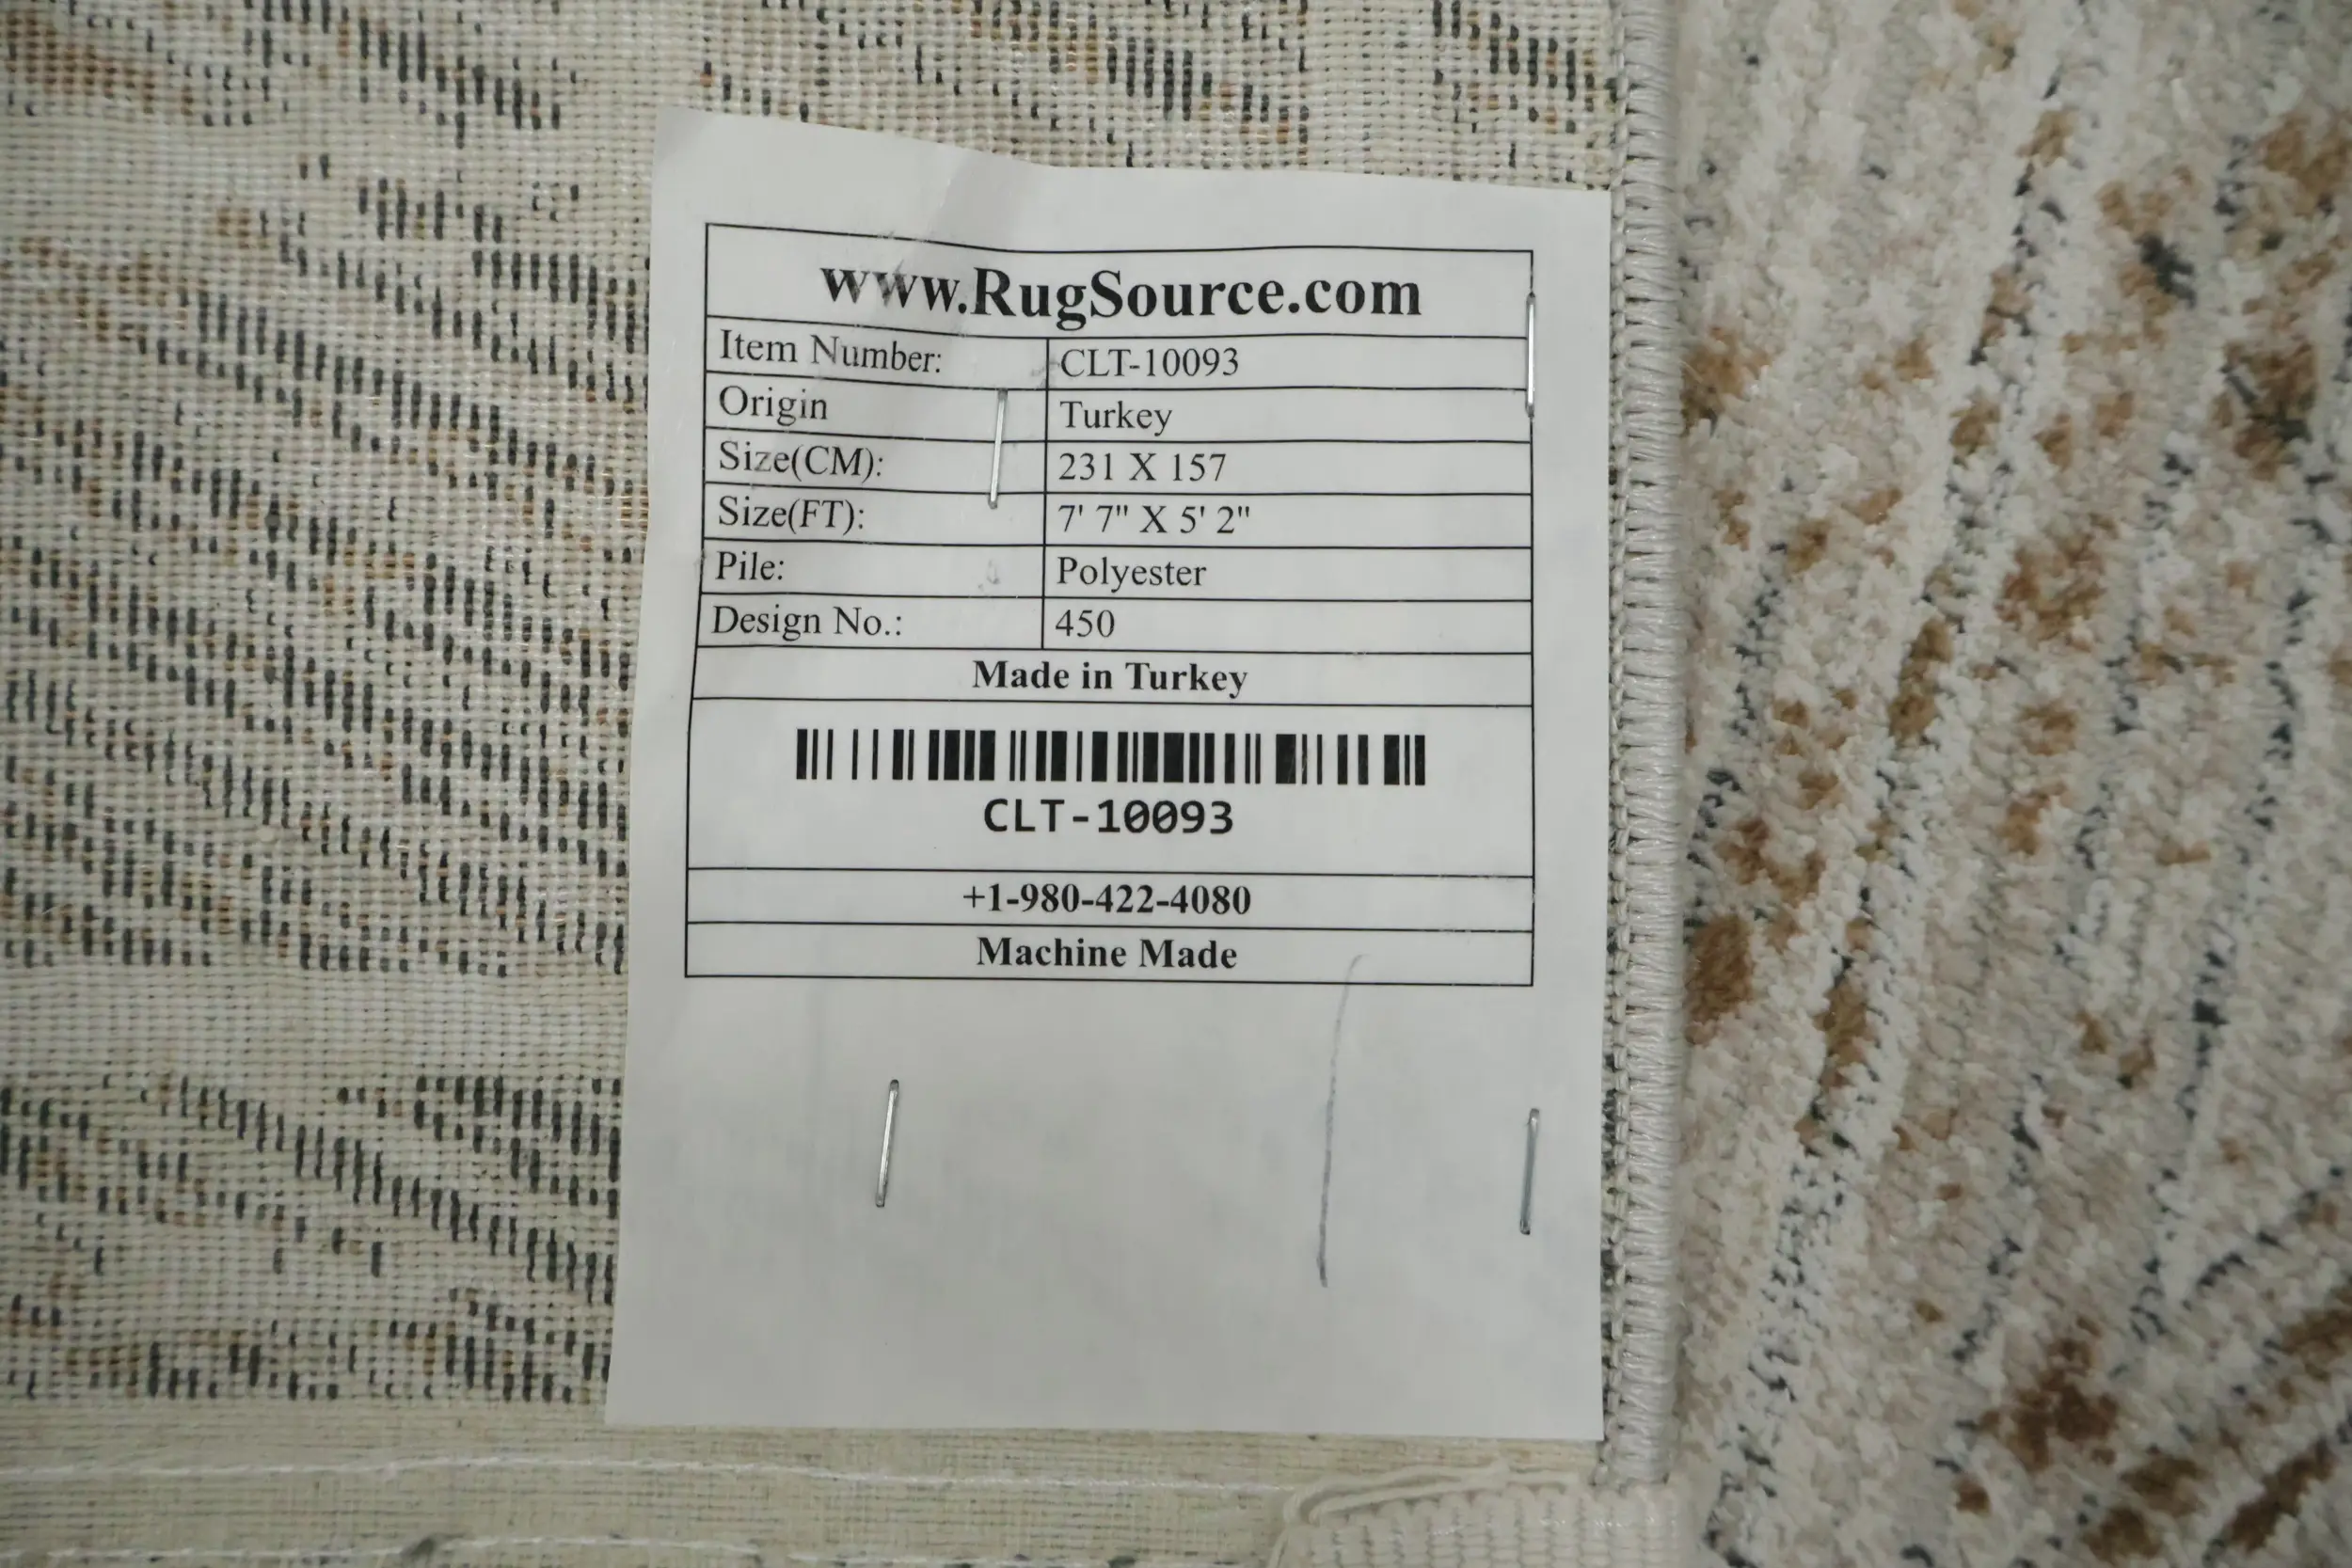 www.RugSource.com
Item Number: CLT-10093
Origin Turkey
Size(CM): 231 X 157
Size(FT): 7' 7" X 5' 2"
Pile: Polyester
Design No.: 450
Made in Turkey
CLT-10093
+1-980-422-4080
Machine Made